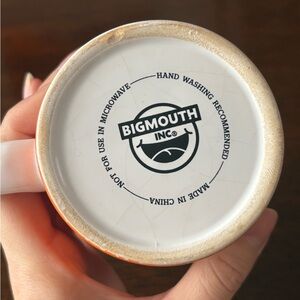 HAND WASHING RECOMMENDED
MADE IN CHINA
NOT FOR USE IN MICROWAVE
BIGMOUTH
INC®